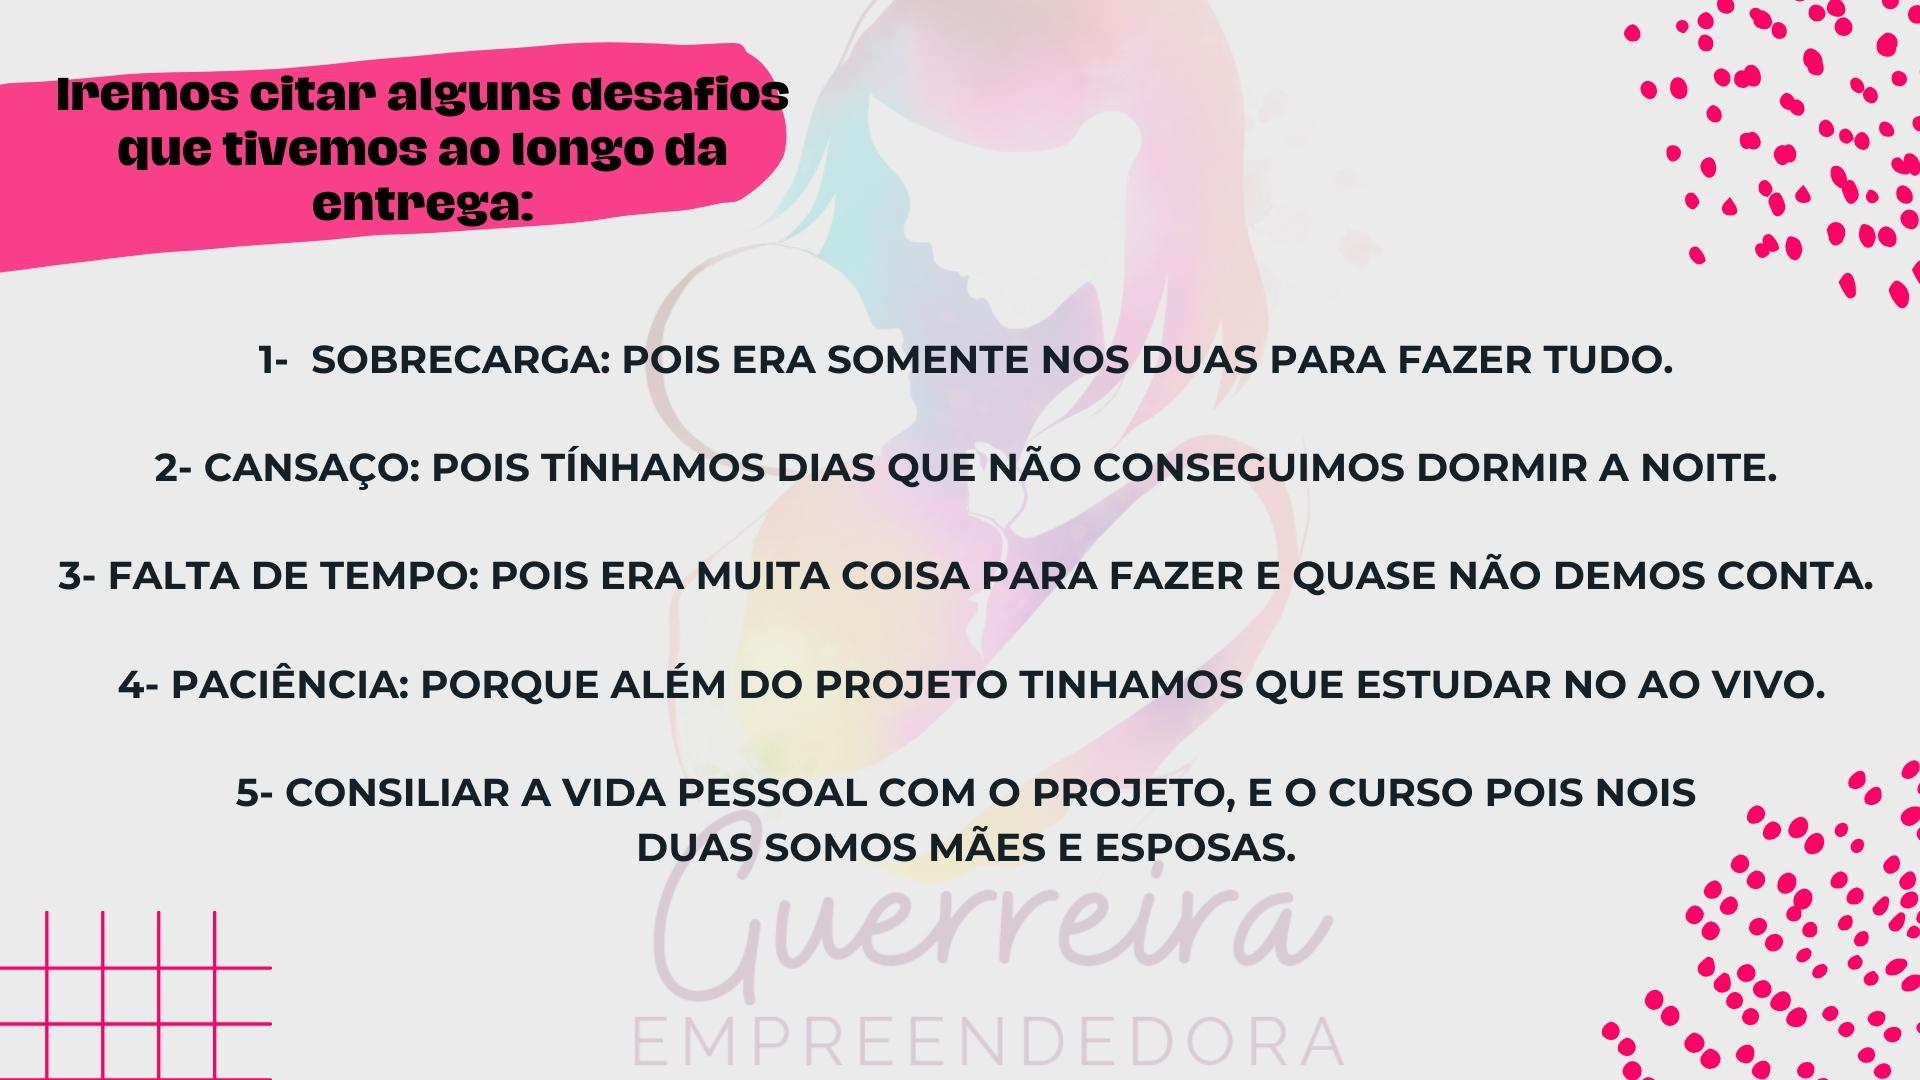 Iremos citar alguns desafios
que tivemos ao longo da
entrega:
1- SOBRECARGA: POIS ERA SOMENTE NOS DUAS PARA FAZER TUDO.
2- CANSAÇO: POIS TÍNHAMOS DIAS QUE NÃO CONSEGUIMOS DORMIR A NOITE.
3- FALTA DE TEMPO: POIS ERA MUITA COISA PARA FAZER E QUASE NÃO DEMOS CONTA.
4- PACIÊNCIA: PORQUE ALÉM DO PROJETO TINHAMOS QUE ESTUDAR NO AO VIVO.
5- CONSILIAR A VIDA PESSOAL COM O PROJETO, E O CURSO POIS NOIS
DUAS SOMOS MÃES E ESPOSAS.
Guerreira
EMPREENDEDORA